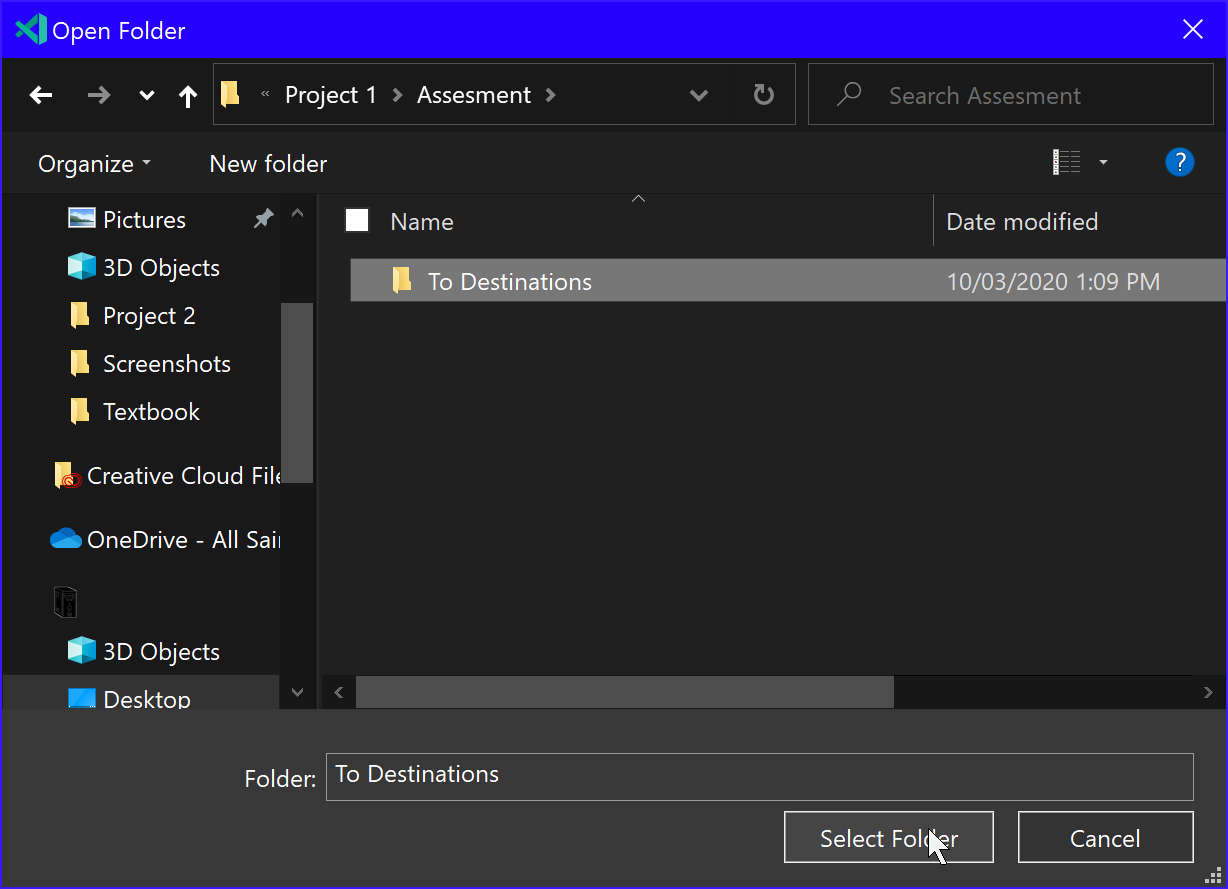 Open Folder
« Project 1 > Assesment >
Search Assesment
Organize
New folder
?
Name
Date modified
Pictures
3D Objects
Project 2
Screenshots
Textbook
Creative Cloud File
OneDrive - All Sai
3D Objects
Desktop
To Destinations
10/03/2020 1:09 PM
Folder:
To Destinations
Select Folder
Cancel